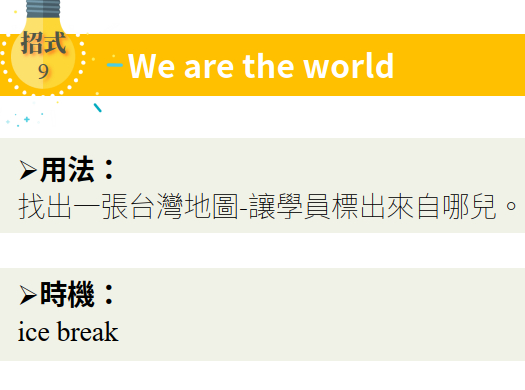 招式
9
We are the world
➢用法：
找出一張台灣地圖-讓學員標出來自哪兒。
➢時機：
ice break